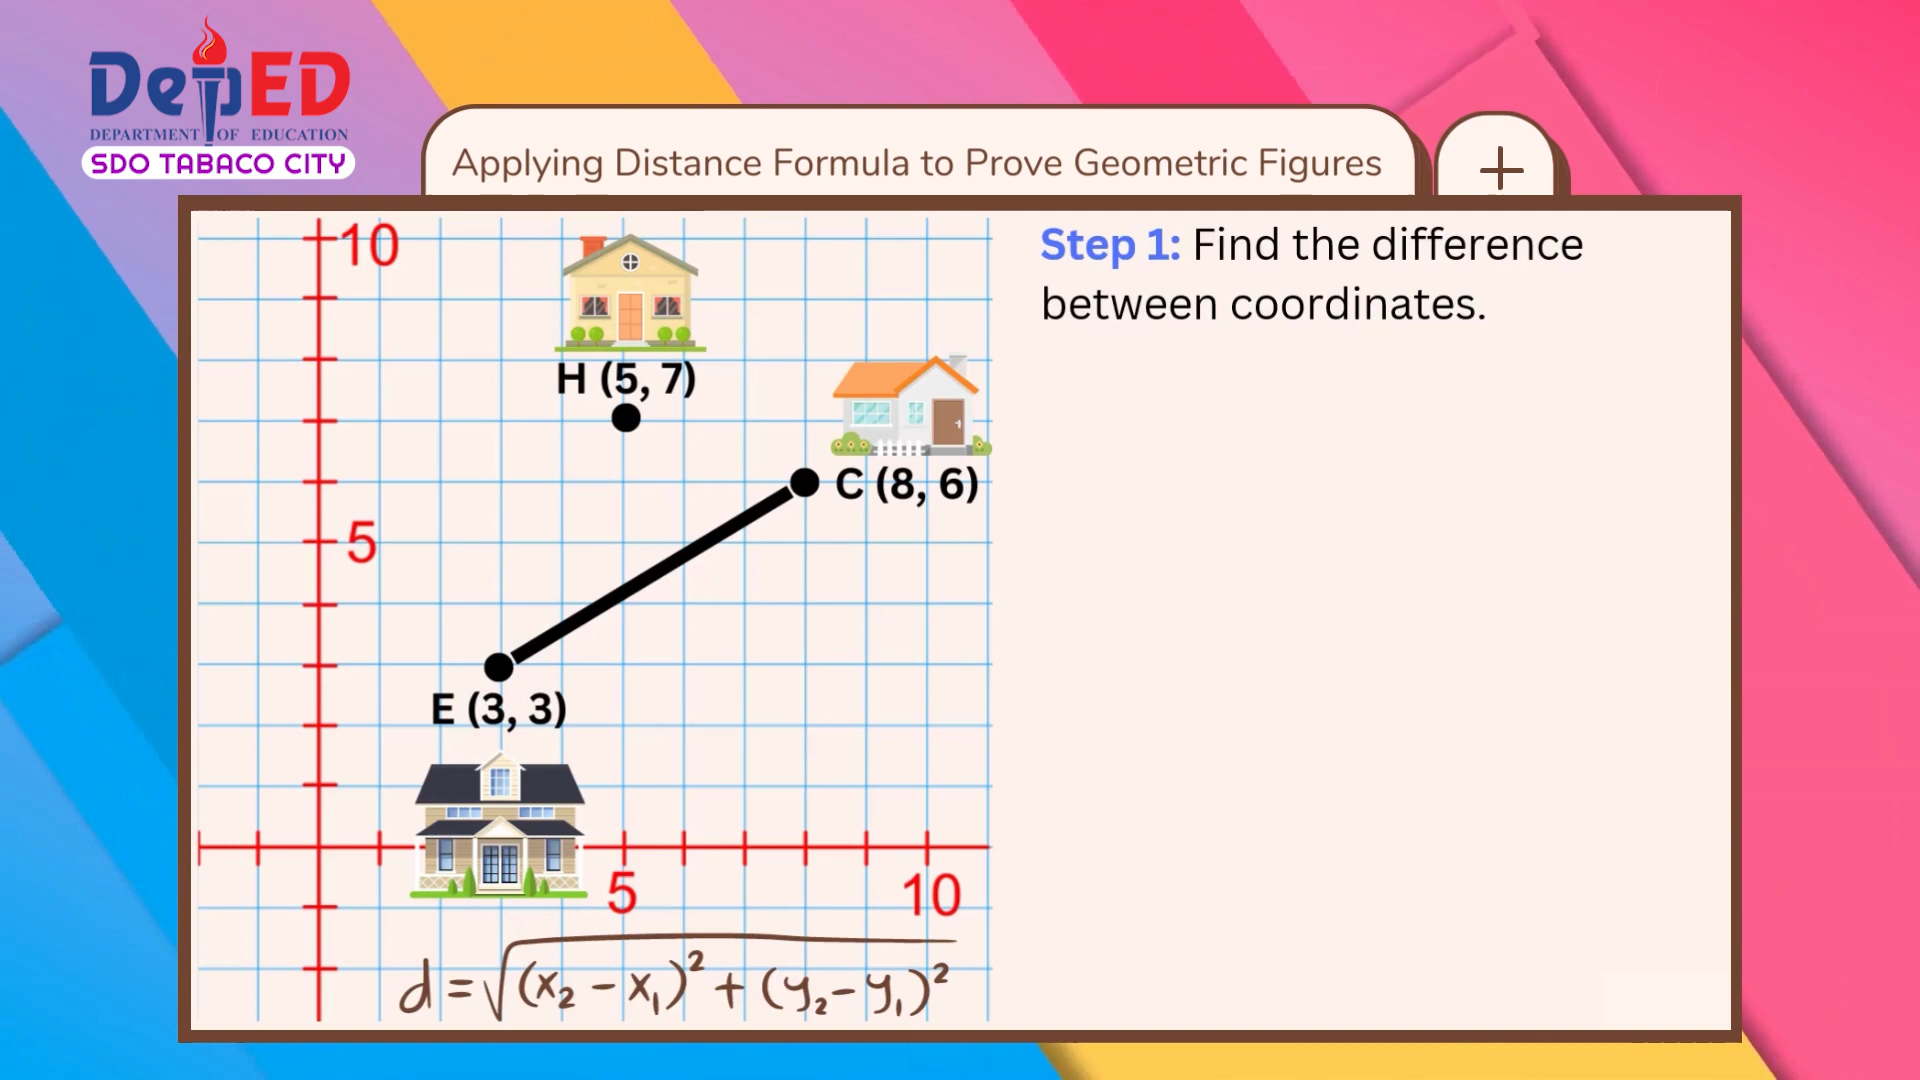 DepED
DEPARTMENT OF EDUCATION
SDO TABACO CITY
Applying Distance Formula to Prove Geometric Figures
+
Step 1: Find the difference
between coordinates.
10
H (5, 7)
C (8, 6)
5
E (3, 3)
5
10
d = √(x₂ − x₁)² + (y₂ − y₁)²